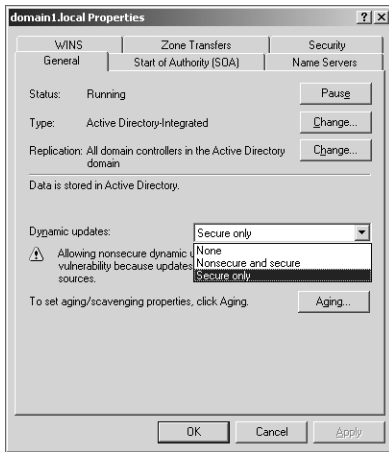 domain1.local Properties
WINS Zone Transfers Security
General Start of Authority (SOA) Name Servers
Status: Running Pause
Type: Active Directory-Integrated Change...
Replication: All domain controllers in the Active Directory Change...
domain
Data is stored in Active Directory.
Dynamic updates: Secure only
None
Nonsecure and secure
Secure only
Allowing nonsecure dynamic
vulnerability because updates
sources.
To set aging/scavenging properties, click Aging. Aging...
OK Cancel Apply